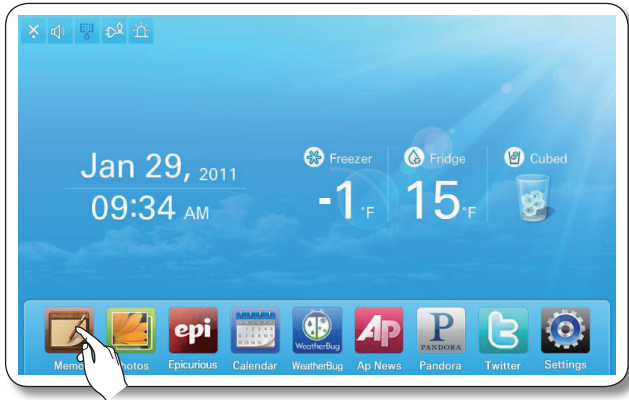 Freezer
Fridge
Cubed
Jan 29, 2011
09:34 AM
-1 °F
15 °F
epi
WeatherBug
AP
P
PANDORA
t
Epicurious
Calendar
WeatherBug
Ap News
Pandora
Twitter
Settings